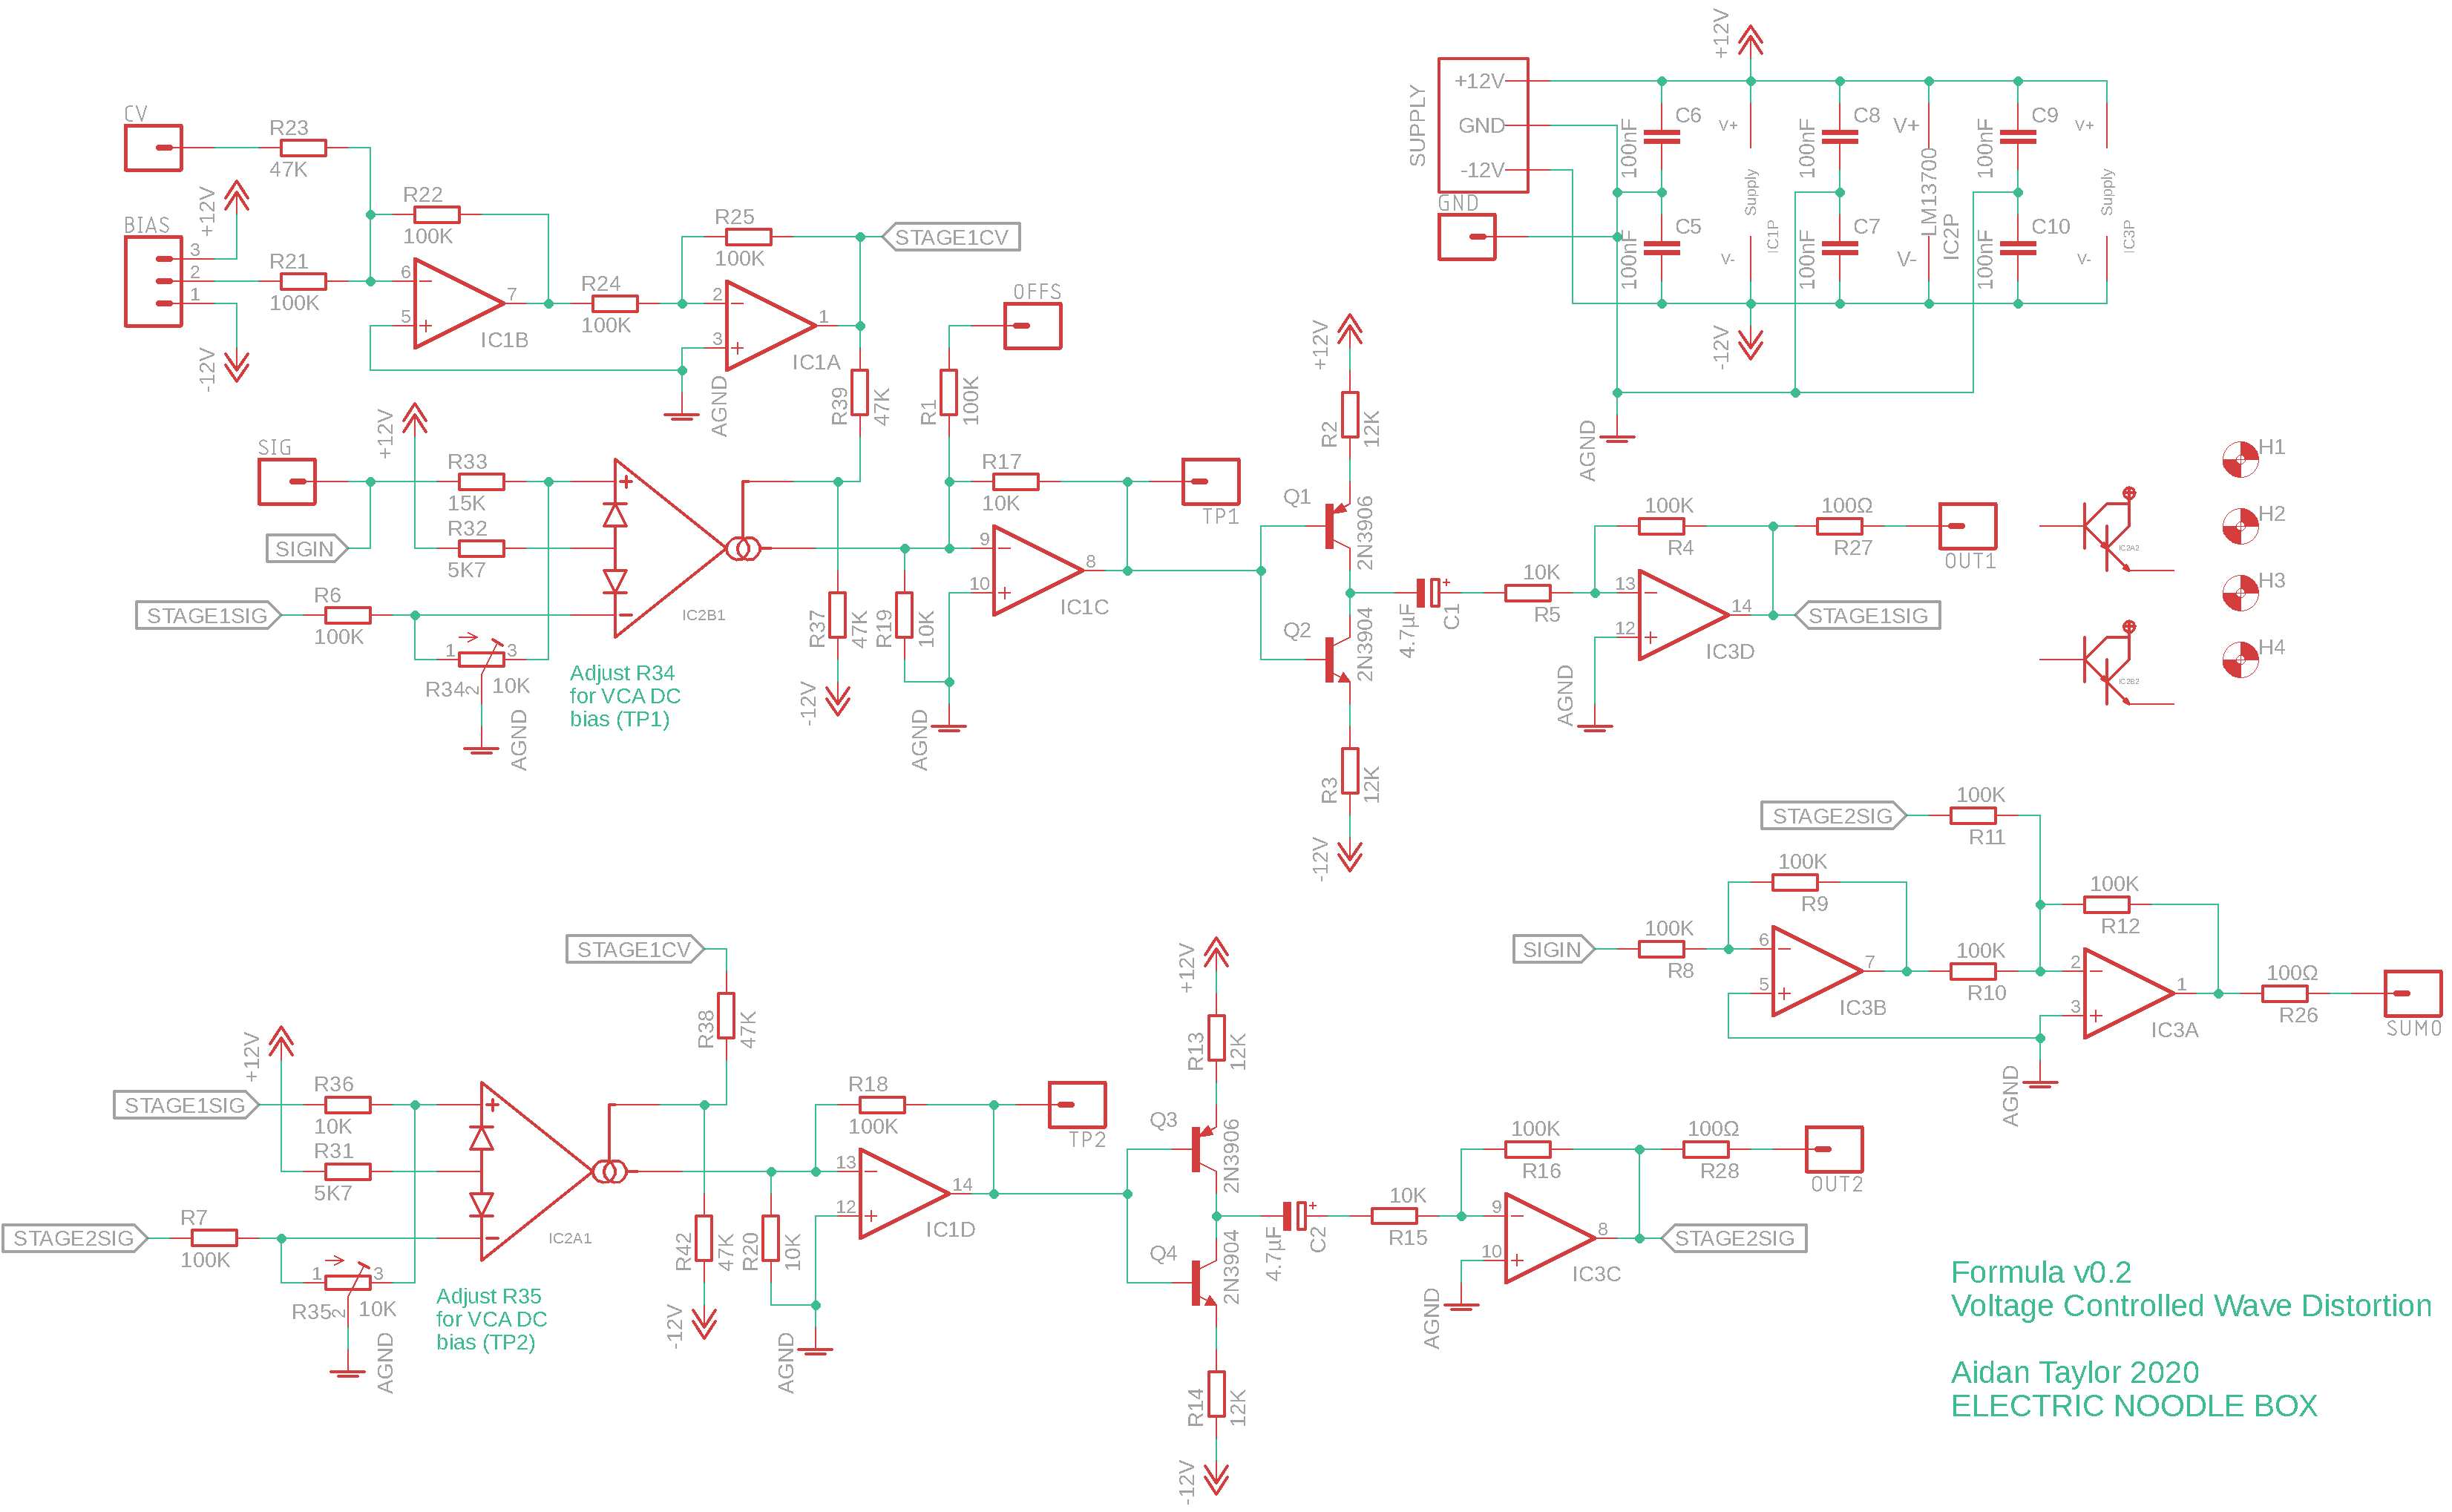 CV
R23
47K
+12V
BIAS
3
2
1
-12V
R21
100K
R22
100K
6
5
7
IC1B
R24
100K
R25
100K
2
3
1
IC1A
AGND
STAGE1CV
OFFS
R39
47K
R1
100K
SIG
+12V
R33
15K
SIGIN
R32
5K7
STAGE1SIG
R6
100K
1
3
R34
2
10K
AGND
IC2B1
Adjust R34
for VCA DC
bias (TP1)
R37
47K
-12V
R19
10K
AGND
R17
10K
9
10
8
IC1C
TP1
+12V
R2
12K
Q1
2N3906
Q2
2N3904
R3
12K
-12V
4.7µF
C1
+
10K
R5
100K
R4
13
12
14
IC3D
AGND
100Ω
R27
OUT1
STAGE1SIG
+12V
SUPPLY
+12V
GND
-12V
GND
C6
100nF
C5
100nF
V+
Supply
V-
IC1P
-12V
C8
100nF
C7
100nF
V+
LM13700
V-
IC2P
C9
100nF
C10
100nF
V+
Supply
V-
IC3P
AGND
H1
H2
H3
H4
IC2A2
IC2B2
STAGE2SIG
100K
R11
100K
R9
SIGIN
100K
R8
6
5
7
IC3B
100K
R10
100K
R12
2
3
1
IC3A
AGND
100Ω
R26
SUMO
STAGE1CV
R38
47K
+12V
STAGE1SIG
R36
10K
R31
5K7
STAGE2SIG
R7
100K
1
3
R35
2
10K
AGND
IC2A1
Adjust R35
for VCA DC
bias (TP2)
R42
47K
-12V
R20
10K
AGND
R18
100K
13
12
14
IC1D
TP2
+12V
R13
12K
Q3
2N3906
Q4
2N3904
R14
12K
-12V
4.7µF
C2
+
10K
R15
100K
R16
9
10
8
IC3C
AGND
100Ω
R28
OUT2
STAGE2SIG
Formula v0.2
Voltage Controlled Wave Distortion
Aidan Taylor 2020
ELECTRIC NOODLE BOX